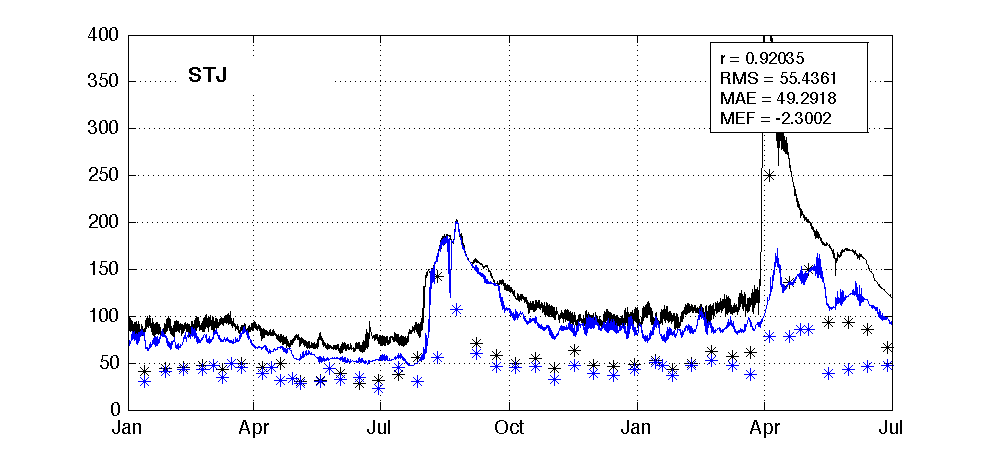 400
350
300
250
200
150
100
50
0
STJ
r = 0.92035
RMS = 55.4361
MAE = 49.2918
MEF = -2.3002
Jan Apr Jul Oct Jan Apr Jul